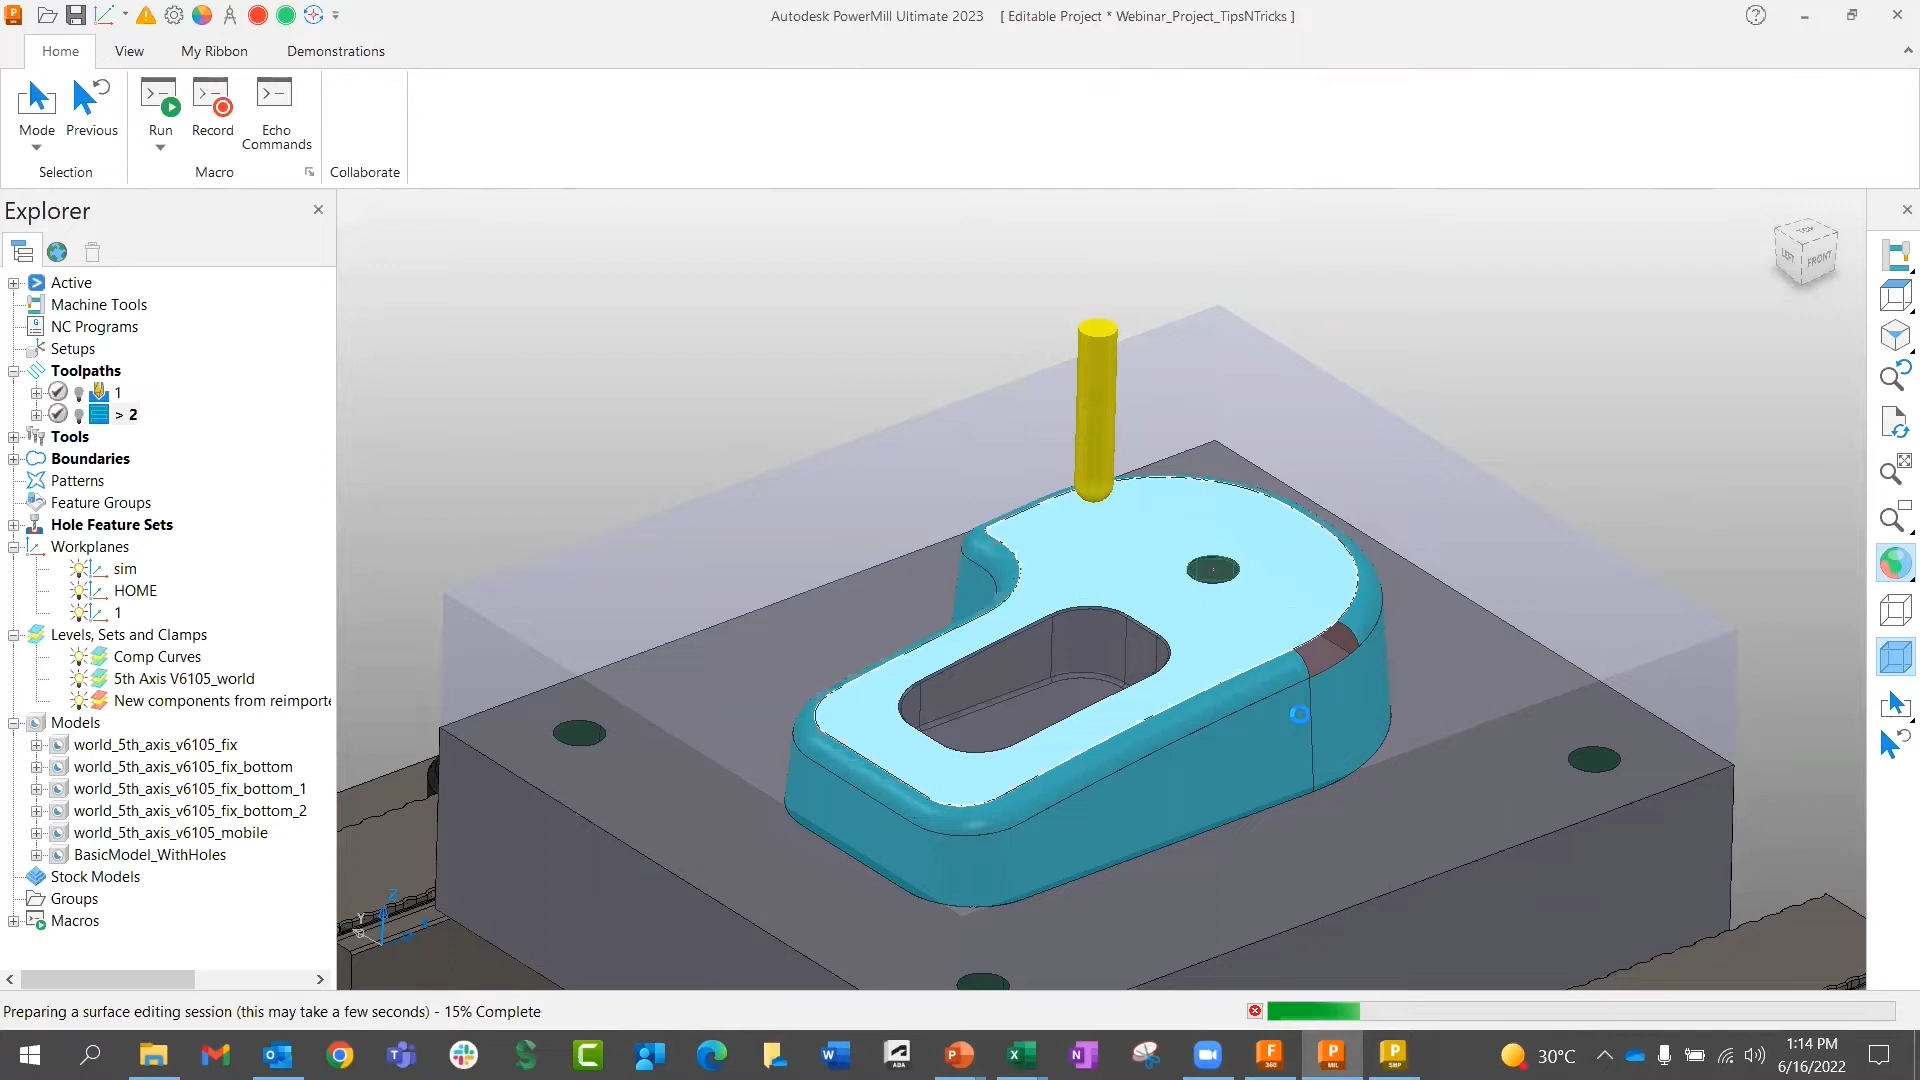 Autodesk PowerMill Ultimate 2023 [ Editable Project * Webinar_Project_TipsNTricks ]
Home View My Ribbon Demonstrations
Mode Previous Run Record Echo Commands
Selection Macro Collaborate
Explorer
Active
Machine Tools
NC Programs
Setups
Toolpaths
1
> 2
Tools
Boundaries
Patterns
Feature Groups
Hole Feature Sets
Workplanes
sim
HOME
1
Levels, Sets and Clamps
Comp Curves
5th Axis V6105_world
New components from reimporte
Models
world_5th_axis_v6105_fix
world_5th_axis_v6105_fix_bottom
world_5th_axis_v6105_fix_bottom_1
world_5th_axis_v6105_fix_bottom_2
world_5th_axis_v6105_mobile
BasicModel_WithHoles
Stock Models
Groups
Macros
TOP
LEFT FRONT
Z
Y
X
Preparing a surface editing session (this may take a few seconds) - 15% Complete
30°C
1:14 PM
6/16/2022